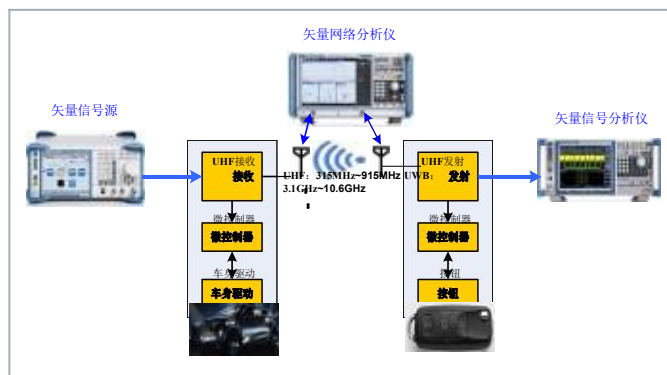 矢量网络分析仪
矢量信号源
矢量信号分析仪
UHF接收
接收
UHF发射
发射
UHF：315MHz~915MHz UWB：
3.1GHz~10.6GHz
微控制器
微控制器
微控制器
微控制器
车身驱动
车身驱动
按钮
按钮